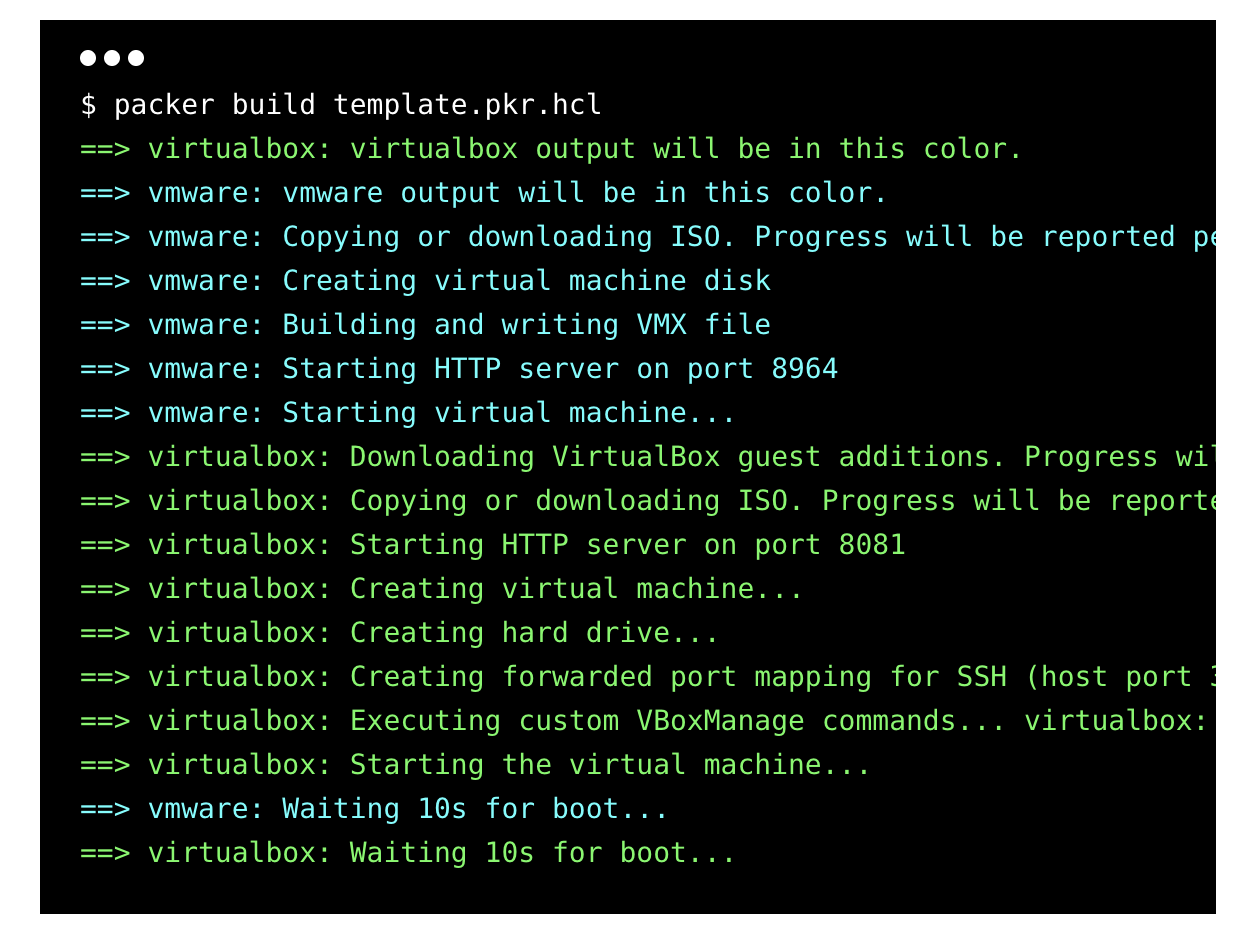 $ packer build template.pkr.hcl
==> virtualbox: virtualbox output will be in this color.
==> vmware: vmware output will be in this color.
==> vmware: Copying or downloading ISO. Progress will be reported
==> vmware: Creating virtual machine disk
==> vmware: Building and writing VMX file
==> vmware: Starting HTTP server on port 8964
==> vmware: Starting virtual machine...
==> virtualbox: Downloading VirtualBox guest additions. Progress
==> virtualbox: Copying or downloading ISO. Progress will be
==> virtualbox: Starting HTTP server on port 8081
==> virtualbox: Creating virtual machine...
==> virtualbox: Creating hard drive...
==> virtualbox: Creating forwarded port mapping for SSH (host port
==> virtualbox: Executing custom VBoxManage commands... virtualbox:
==> virtualbox: Starting the virtual machine...
==> vmware: Waiting 10s for boot...
==> virtualbox: Waiting 10s for boot...